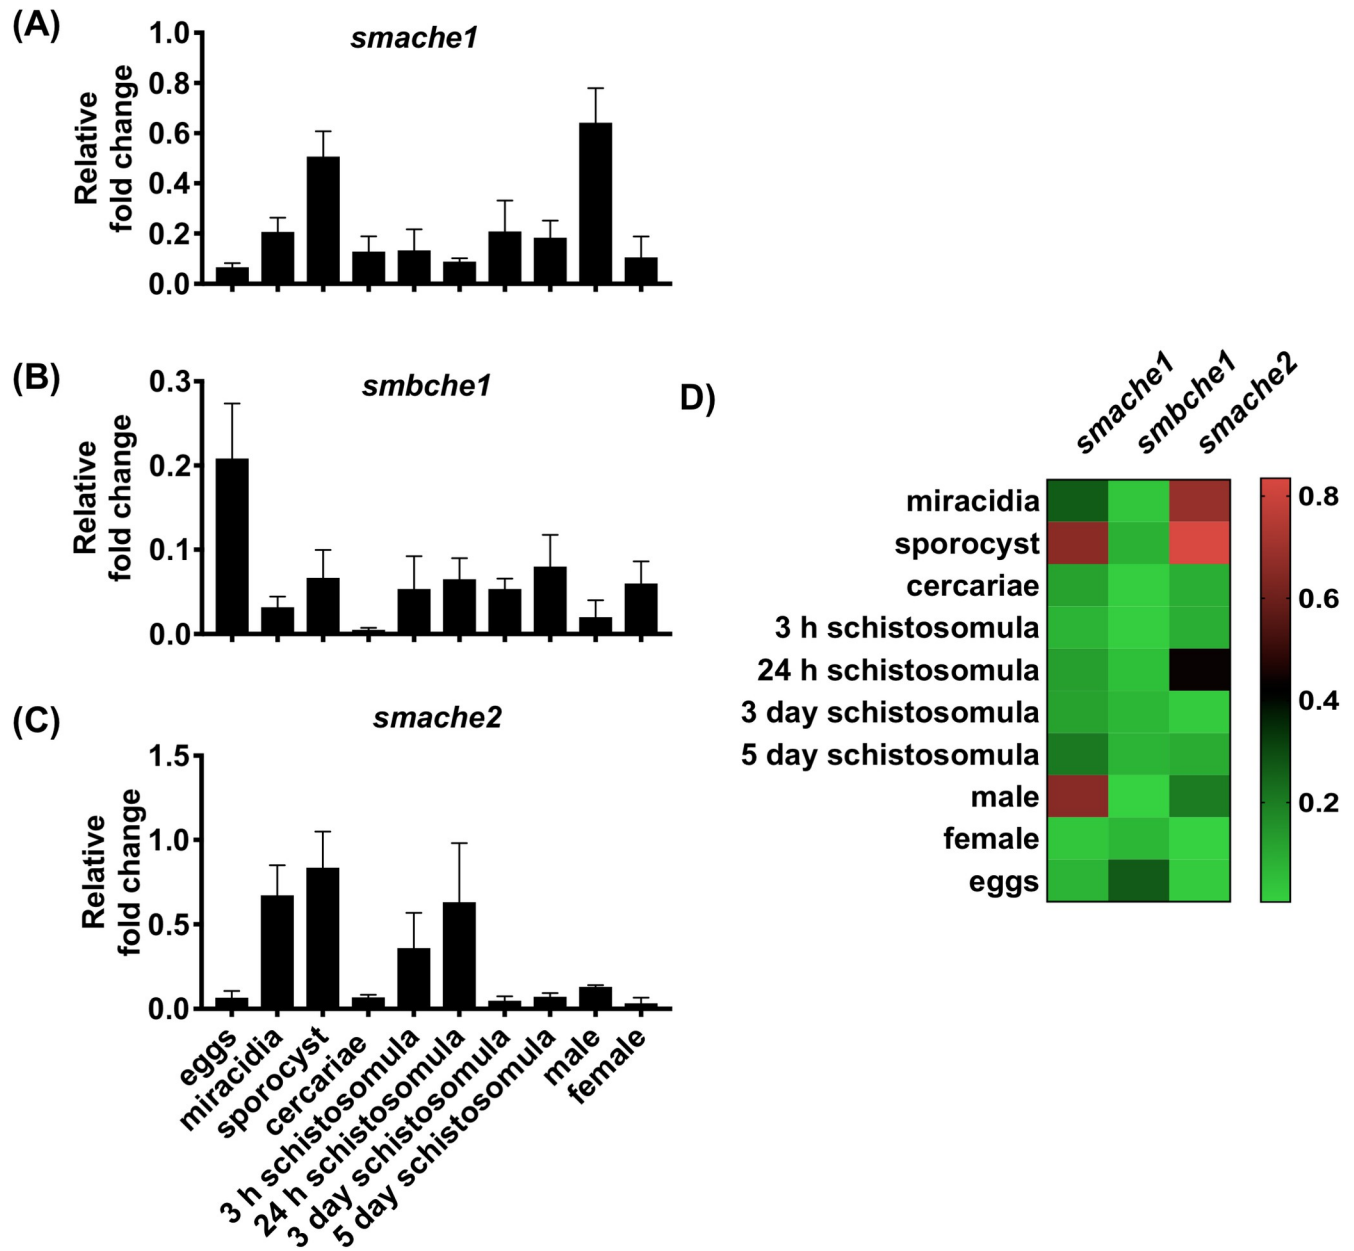 (A)
smache1
Relative
fold change
1.0
0.8
0.6
0.4
0.2
0.0
(B)
smbche1
Relative
fold change
0.3
0.2
0.1
0.0
(C)
smache2
Relative
fold change
1.5
1.0
0.5
0.0
eggs
miracidia
sporocyst
cercariae
3 h schistosomula
24 h schistosomula
3 day schistosomula
5 day schistosomula
male
female
D)
smache1
smbche1
smache2
miracidia
sporocyst
cercariae
3 h schistosomula
24 h schistosomula
3 day schistosomula
5 day schistosomula
male
female
eggs
0.8
0.6
0.4
0.2